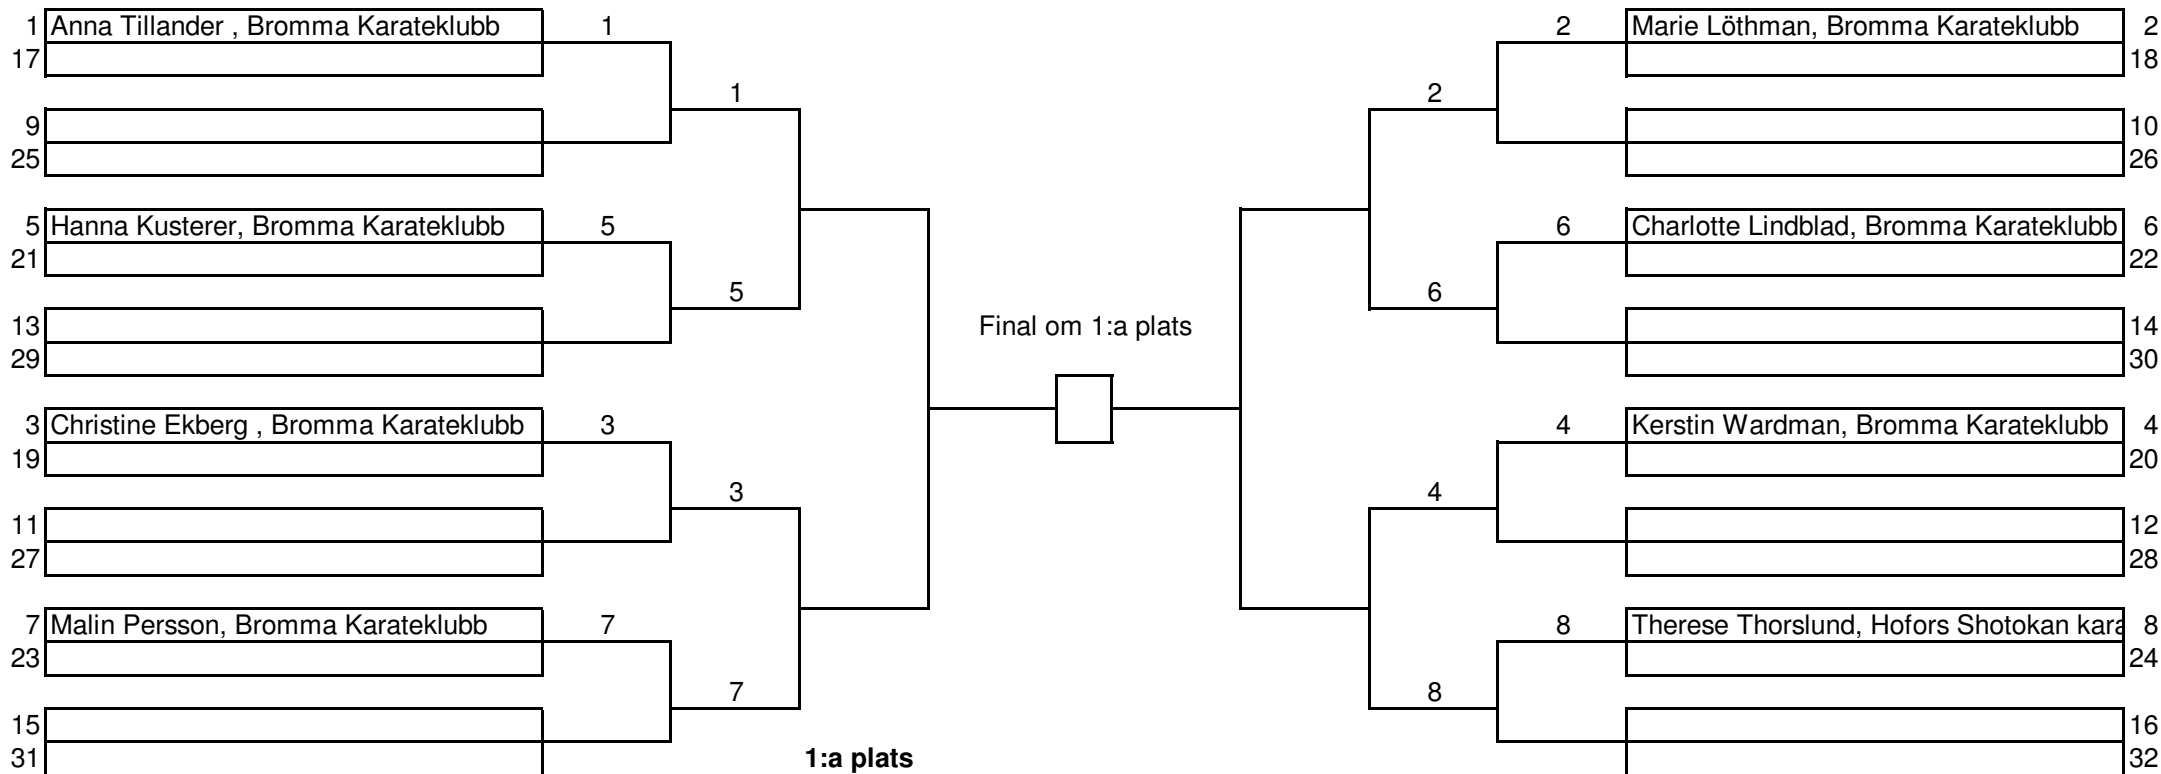 1 Anna Tillander , Bromma Karateklubb 1 2 Marie Löthman, Bromma Karateklubb 2
17 18
1 2
9 10
25 26
5 Hanna Kusterer, Bromma Karateklubb 5 6 Charlotte Lindblad, Bromma Karateklubb 6
21 22
5 6
13 Final om 1:a plats 14
29 30
3 Christine Ekberg , Bromma Karateklubb 3 4 Kerstin Wardman, Bromma Karateklubb 4
19 20
3 4
11 12
27 28
7 Malin Persson, Bromma Karateklubb 7 8 Therese Thorslund, Hofors Shotokan 8
23 24
7 8
15 16
31 1:a plats 32